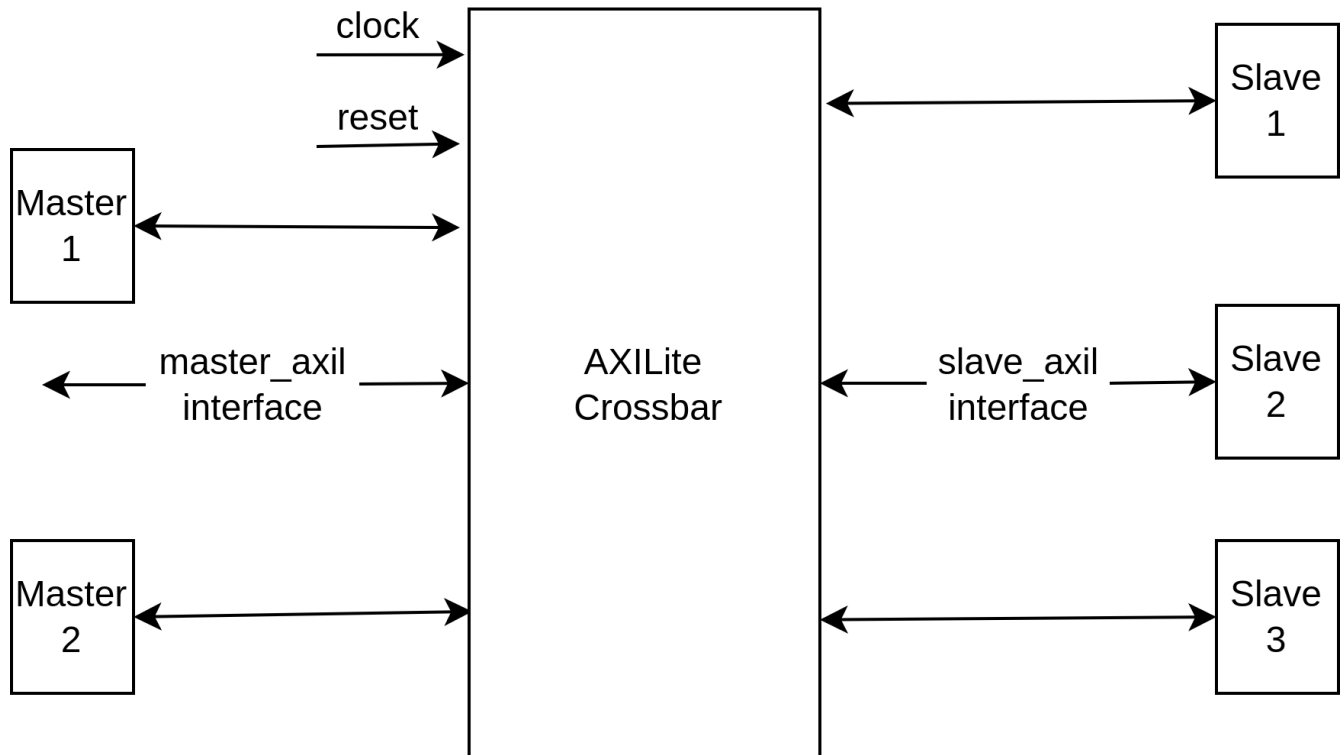 clock
reset
Master
1
master_axil
interface
Master
2
AXILite
Crossbar
slave_axil
interface
Slave
1
Slave
2
Slave
3